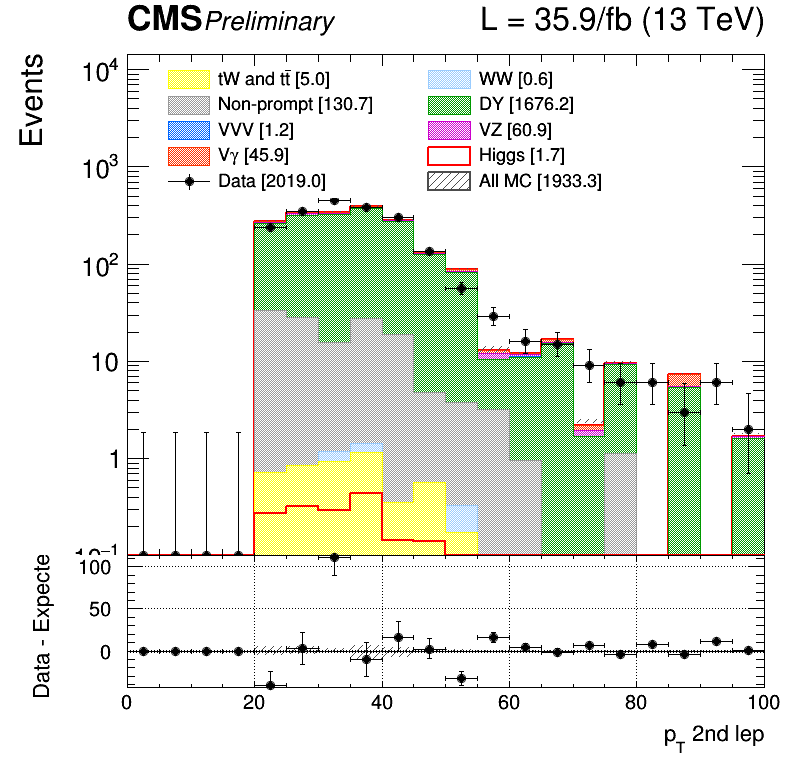 CMS Preliminary L = 35.9/fb (13 TeV)
Events
10⁴
10³
10²
10
1
10⁻¹
tW and tt̄ [5.0] WW [0.6]
Non-prompt [130.7] DY [1676.2]
VVV [1.2] VZ [60.9]
Vγ [45.9] Higgs [1.7]
Data [2019.0] All MC [1933.3]
Data - Expecte
100
50
0
0 20 40 60 80 100
p_T 2nd lep